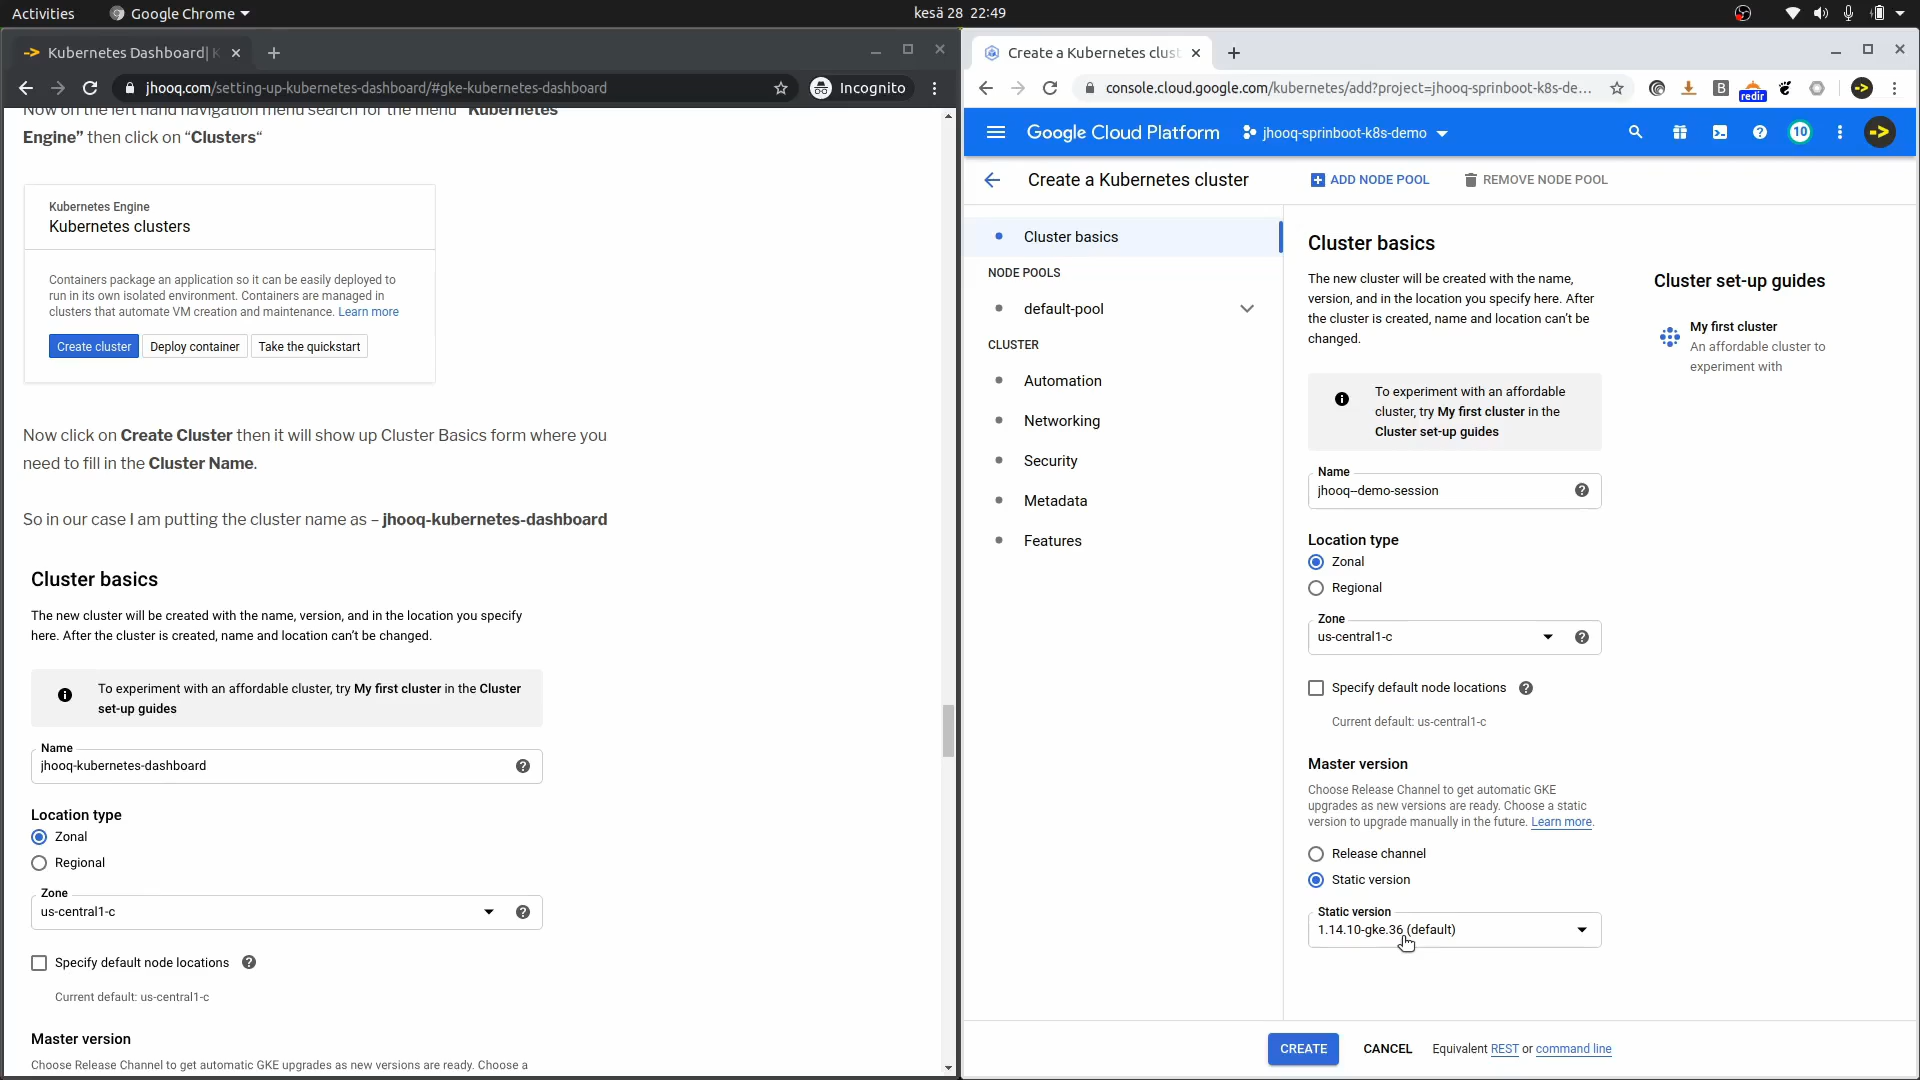 Activities
Google Chrome
kesä 28 22:49
Kubernetes Dashboard| K
jhooq.com/setting-up-kubernetes-dashboard/#gke-kubernetes-dashboard
Incognito
Now on the left hand navigation menu search for the menu “Kubernetes
Engine” then click on “Clusters“
Kubernetes Engine
Kubernetes clusters
Containers package an application so it can be easily deployed to
run in its own isolated environment. Containers are managed in
clusters that automate VM creation and maintenance. Learn more
Create cluster
Deploy container
Take the quickstart
Now click on Create Cluster then it will show up Cluster Basics form where you
need to fill in the Cluster Name.
So in our case I am putting the cluster name as – jhooq-kubernetes-dashboard
Cluster basics
The new cluster will be created with the name, version, and in the location you specify
here. After the cluster is created, name and location can't be changed.
To experiment with an affordable cluster, try My first cluster in the Cluster
set-up guides
Name
jhooq-kubernetes-dashboard
Location type
Zonal
Regional
Zone
us-central1-c
Specify default node locations
Current default: us-central1-c
Master version
Choose Release Channel to get automatic GKE upgrades as new versions are ready. Choose a
Create a Kubernetes clust
console.cloud.google.com/kubernetes/add?project=jhooq-sprinboot-k8s-de...
B
redir
Google Cloud Platform
jhooq-sprinboot-k8s-demo
10
Create a Kubernetes cluster
ADD NODE POOL
REMOVE NODE POOL
Cluster basics
NODE POOLS
default-pool
CLUSTER
Automation
Networking
Security
Metadata
Features
Cluster basics
The new cluster will be created with the name,
version, and in the location you specify here. After
the cluster is created, name and location can't be
changed.
To experiment with an affordable
cluster, try My first cluster in the
Cluster set-up guides
Name
jhooq--demo-session
Location type
Zonal
Regional
Zone
us-central1-c
Specify default node locations
Current default: us-central1-c
Master version
Choose Release Channel to get automatic GKE
upgrades as new versions are ready. Choose a static
version to upgrade manually in the future. Learn more.
Release channel
Static version
Static version
1.14.10-gke.36 (default)
Cluster set-up guides
My first cluster
An affordable cluster to
experiment with
CREATE
CANCEL
Equivalent REST or command line